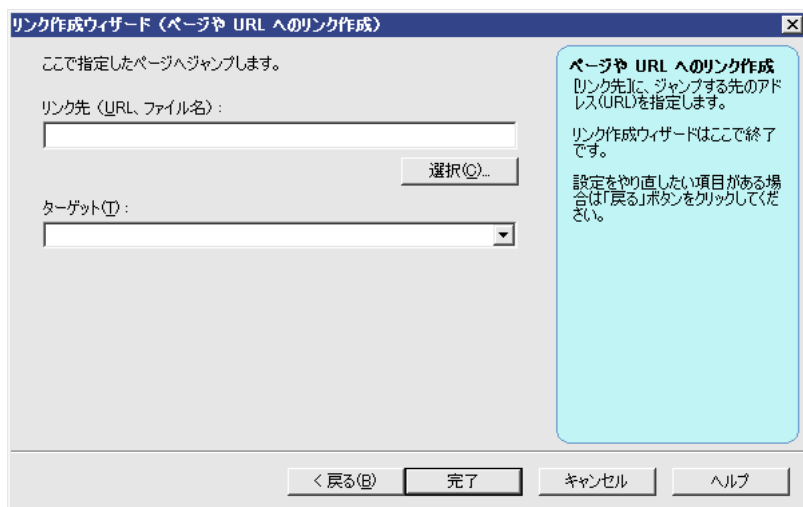 リンク作成ウィザード（ページや URL へのリンク作成）
ここで指定したページへジャンプします。
リンク先（URL、ファイル名）:
選択(C)...
ターゲット(T):
ページや URL へのリンク作成
[リンク先]に、ジャンプする先のアド
レス(URL)を指定します。
リンク作成ウィザードはここで終了
です。
設定をやり直したい項目がある場
合は「戻る」ボタンをクリックしてくだ
さい。
< 戻る(B)
完了
キャンセル
ヘルプ